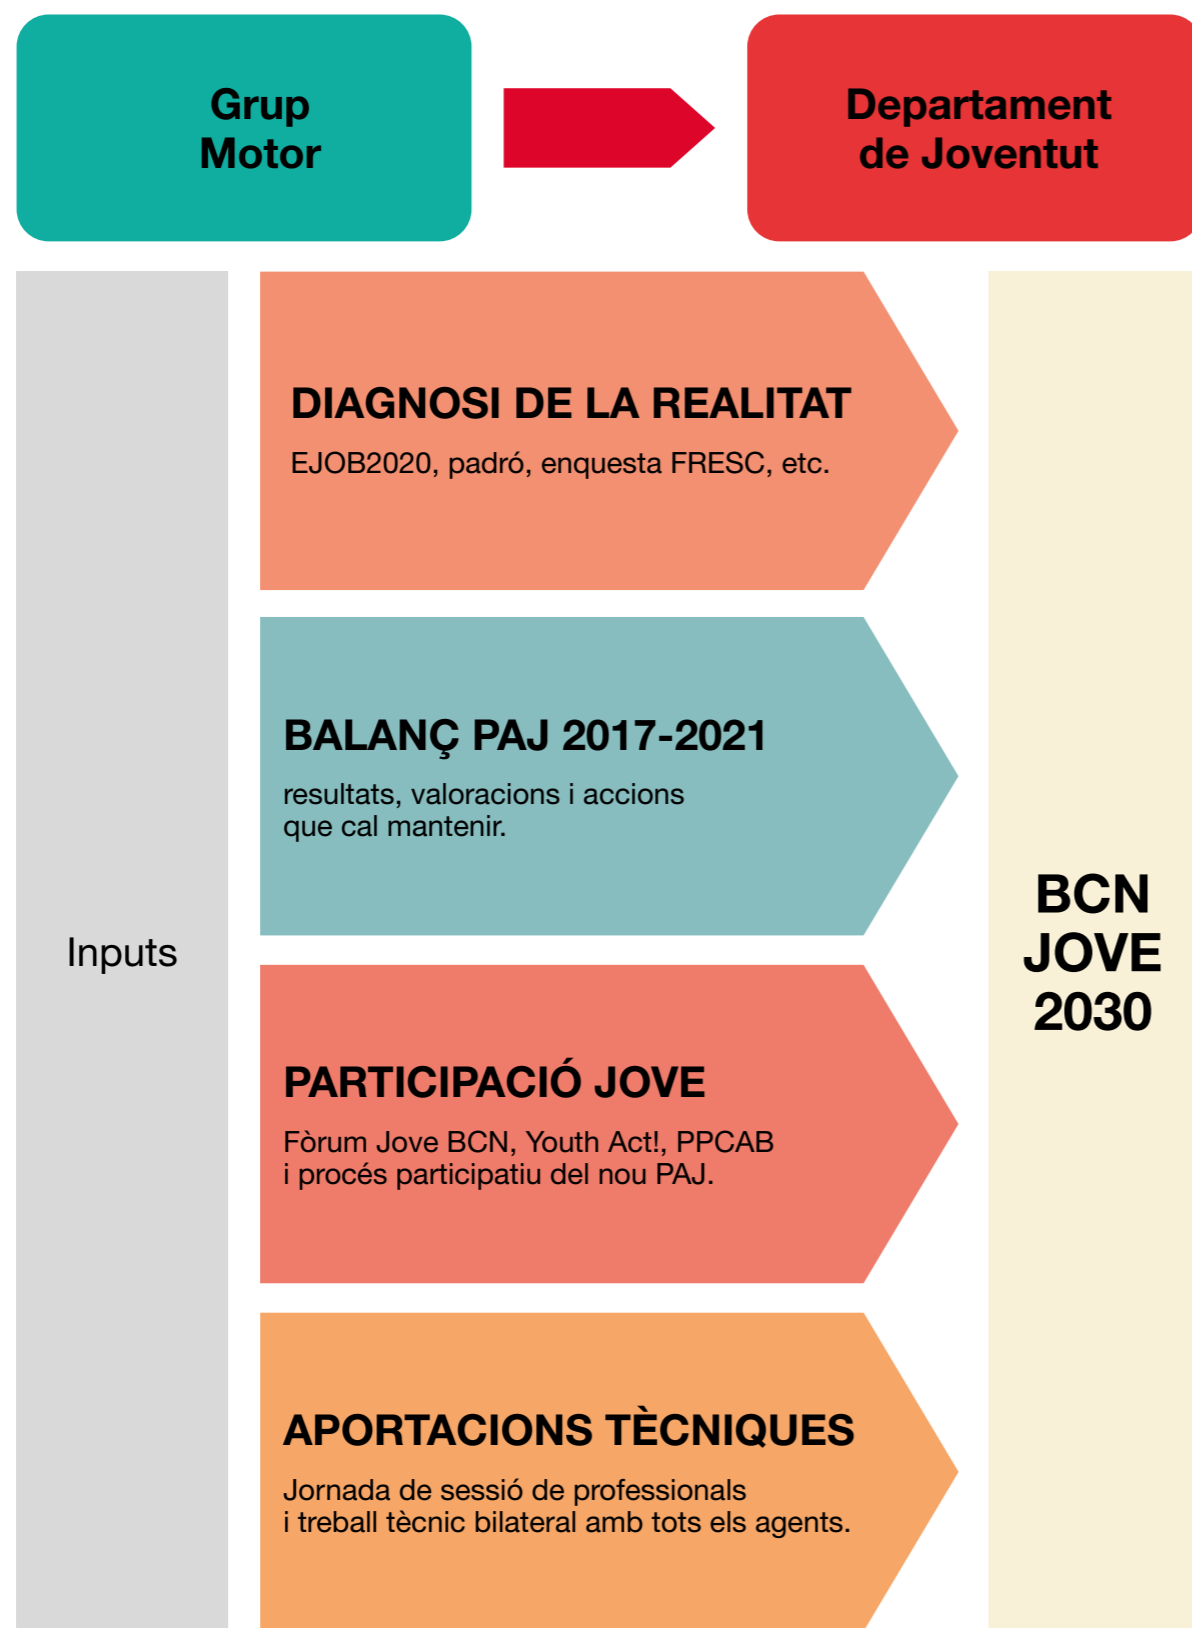 Grup
Motor
Departament
de Joventut
Inputs
DIAGNOSI DE LA REALITAT
EJOB2020, padró, enquesta FRESC, etc.
BALANÇ PAJ 2017-2021
resultats, valoracions i accions
que cal mantenir.
PARTICIPACIÓ JOVE
Fòrum Jove BCN, Youth Act!, PPCAB
i procés participatiu del nou PAJ.
APORTACIONS TÈCNIQUES
Jornada de sessió de professionals
i treball tècnic bilateral amb tots els agents.
BCN
JOVE
2030